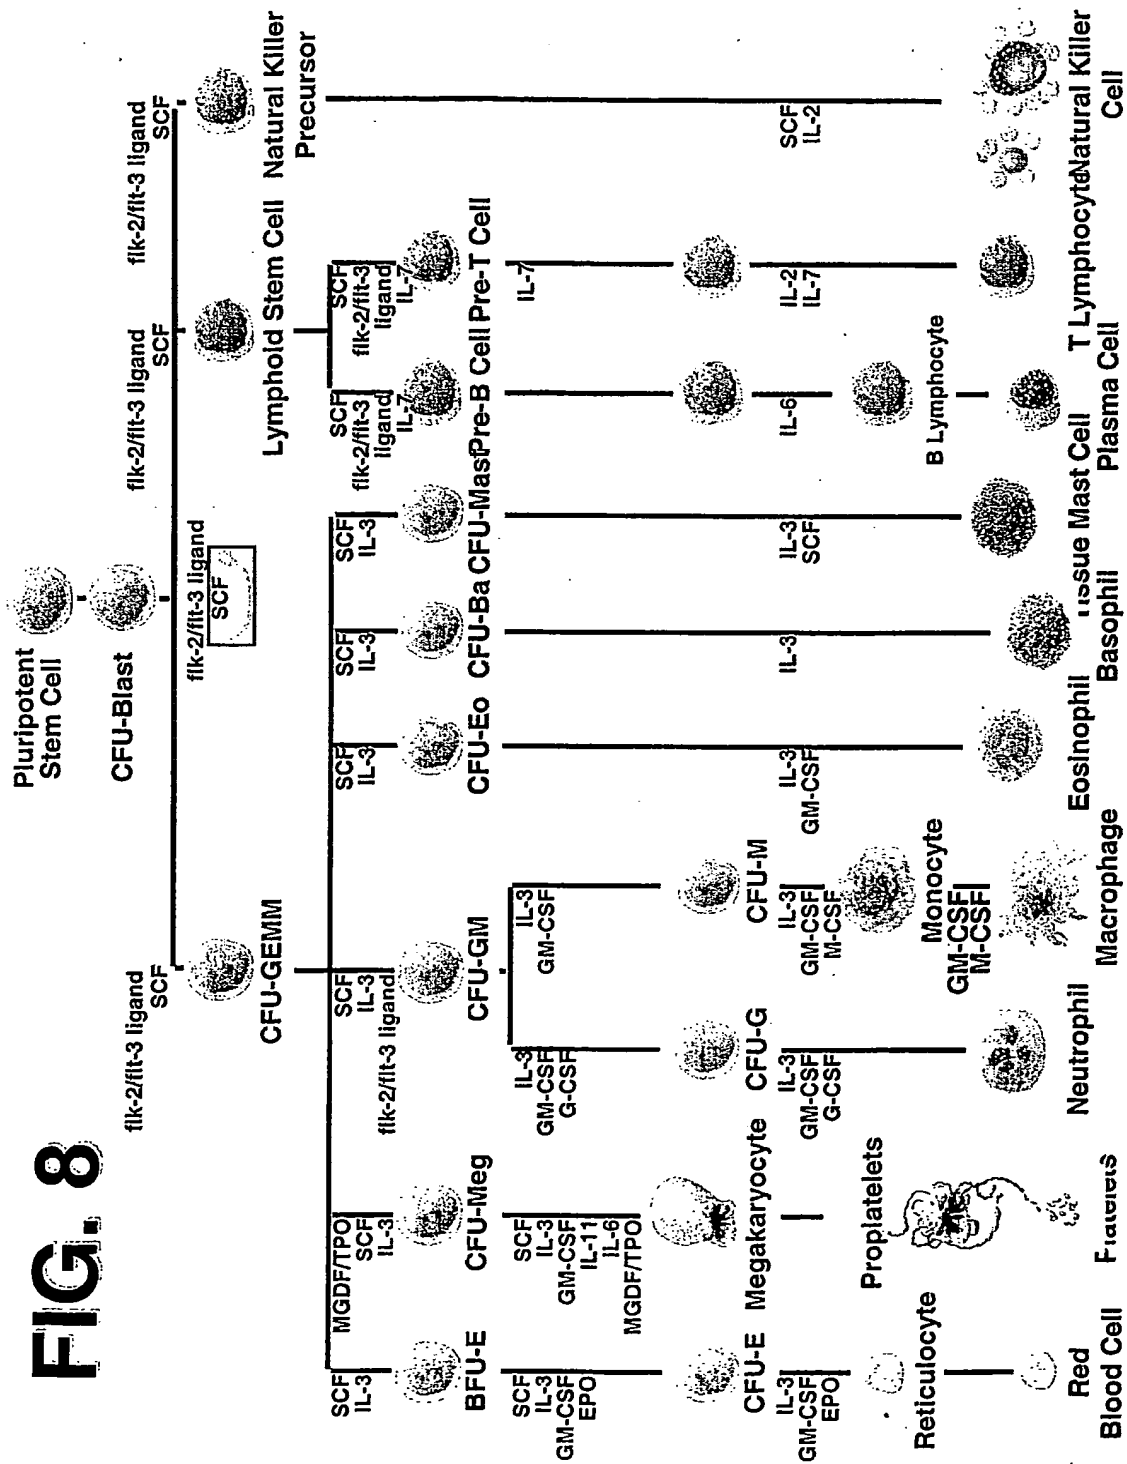 FIG. 8
Pluripotent
Stem Cell
CFU-Blast
flk-2/flt-3 ligand
SCF
flk-2/flt-3 ligand
SCF
flk-2/flt-3 ligand
SCF
flk-2/flt-3 ligand
SCF
CFU-GEMM
Lymphoid Stem Cell
Natural Killer
Precursor
SCF
IL-3
MGDF/TPO
SCF
IL-3
SCF
IL-3
flk-2/flt-3 ligand
SCF
IL-3
SCF
IL-3
SCF
IL-3
SCF
flk-2/flt-3
ligand
IL-7
SCF
flk-2/flt-3
ligand
IL-7
BFU-E
CFU-Meg
CFU-GM
CFU-Eo
CFU-Ba
CFU-Mast
Pre-B Cell
Pre-T Cell
SCF
IL-3
GM-CSF
EPO
SCF
IL-3
GM-CSF
IL-11
IL-6
MGDF/TPO
IL-3
GM-CSF
G-CSF
IL-3
GM-CSF
IL-7
CFU-E
Megakaryocyte
CFU-G
CFU-M
IL-3
GM-CSF
EPO
IL-3
GM-CSF
G-CSF
IL-3
GM-CSF
M-CSF
IL-3
GM-CSF
IL-3
IL-3
SCF
IL-6
IL-2
IL-7
SCF
IL-2
Reticulocyte
Proplatelets
Monocyte
GM-CSF
M-CSF
B Lymphocyte
Red
Blood Cell
Platelets
Neutrophil
Macrophage
Eosinophil
Basophil
Tissue Mast Cell
Plasma Cell
T Lymphocyte
Natural Killer
Cell